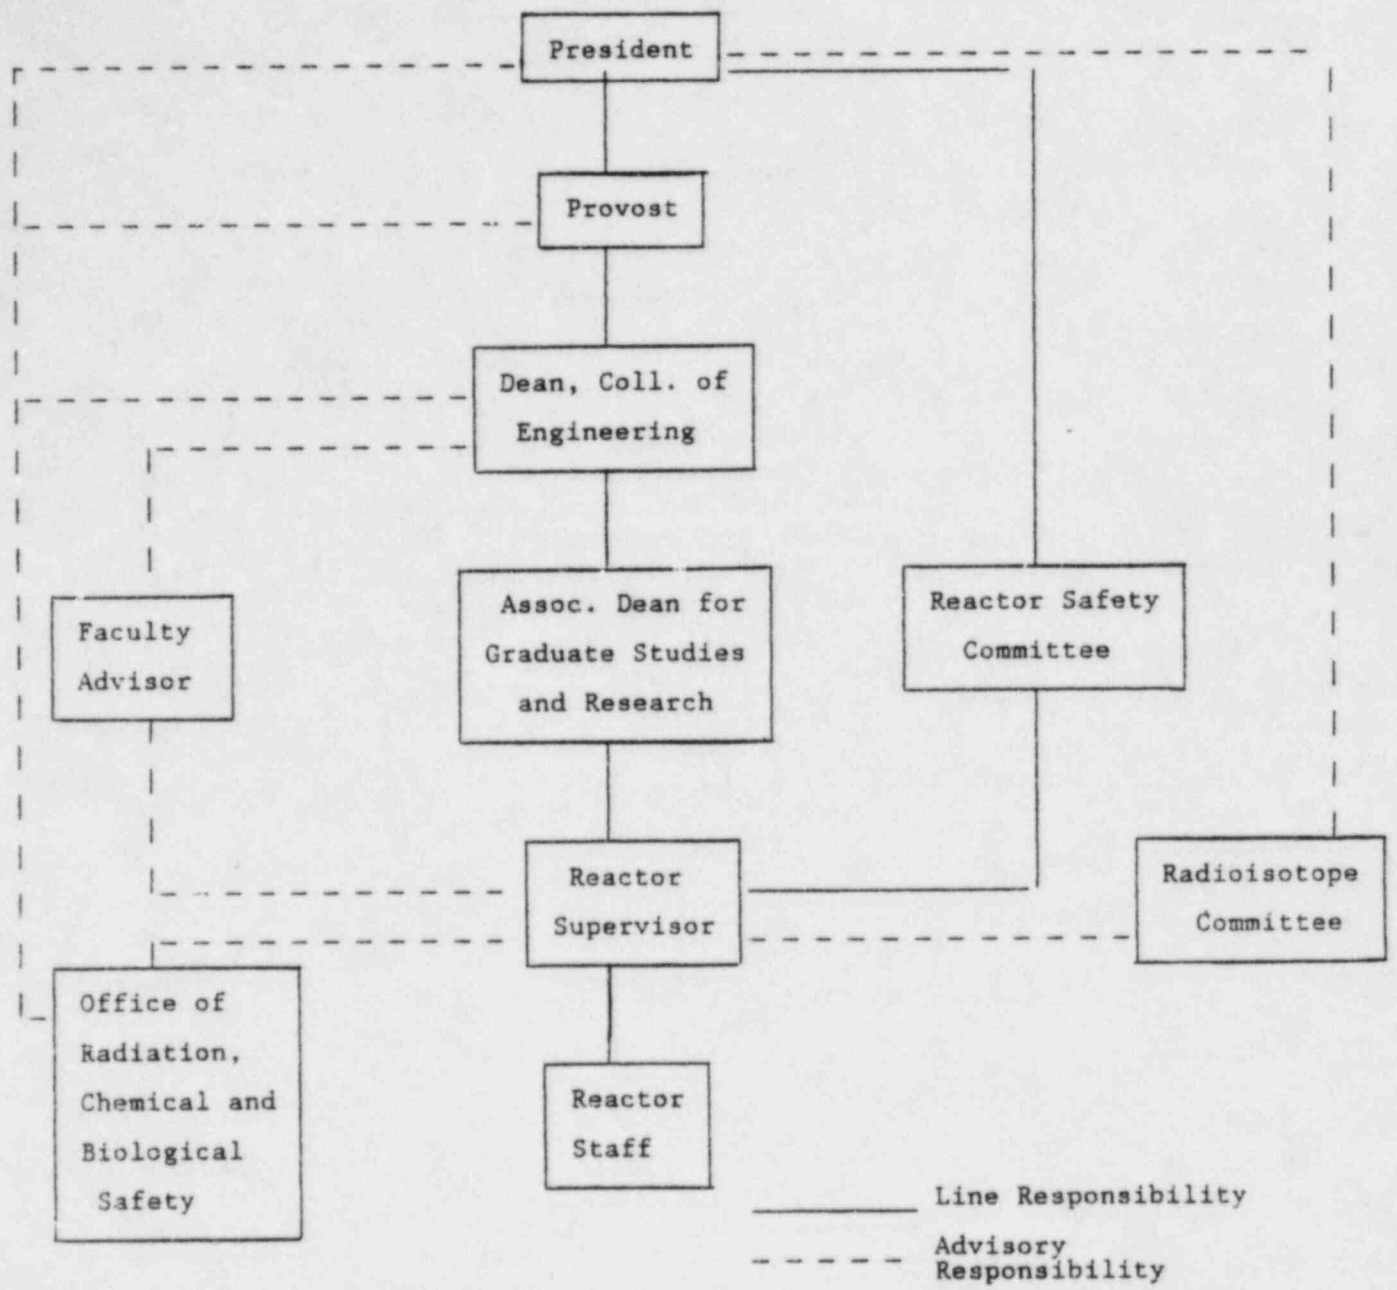 President
Provost
Dean, Coll. of
Engineering
Faculty
Advisor
Assoc. Dean for
Graduate Studies
and Research
Reactor Safety
Committee
Reactor
Supervisor
Radioisotope
Committee
Office of
Radiation,
Chemical and
Biological
Safety
Reactor
Staff
Line Responsibility
Advisory
Responsibility